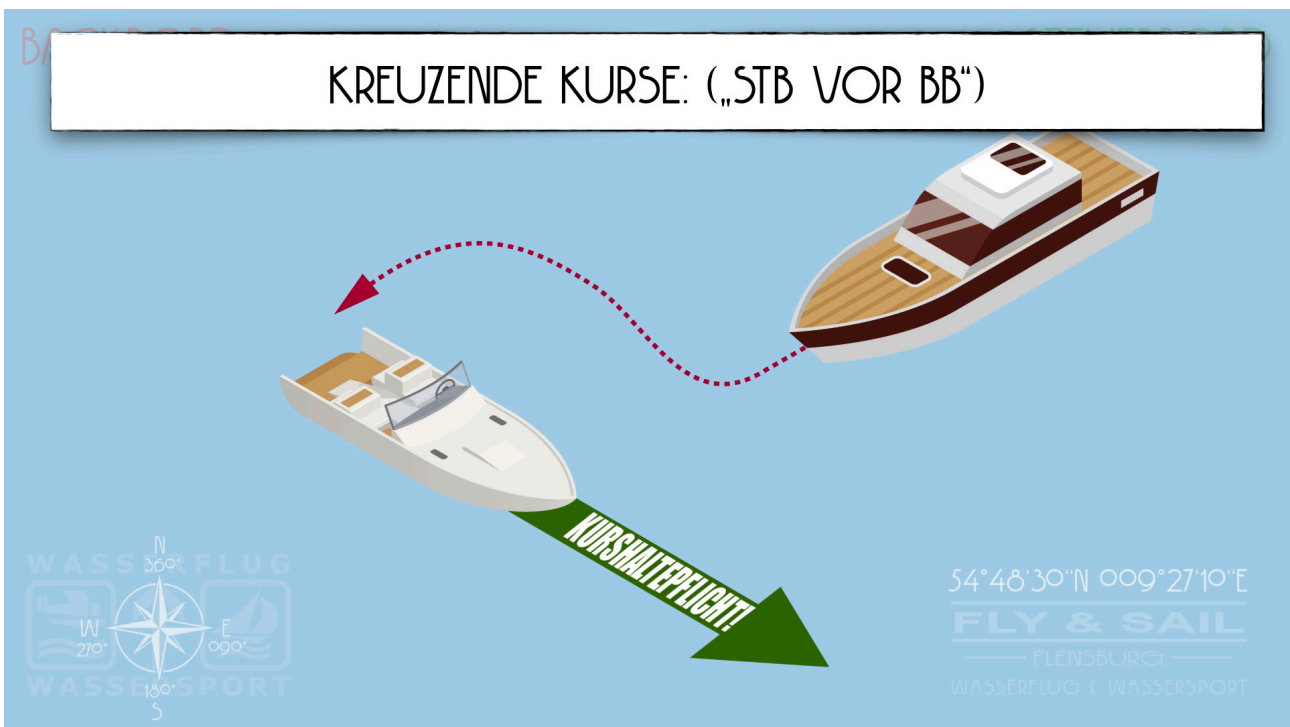 KREUZENDE KURSE: („STB VOR BB“)
KURSHALTEPFLICHT!
WASSERFLUG
N
360°
W
270°
E
090°
180°
S
WASSERSPORT
54°48'30"N 009°27'10"E
FLY & SAIL
FLENSBURG
WASSERFLUG & WASSERSPORT